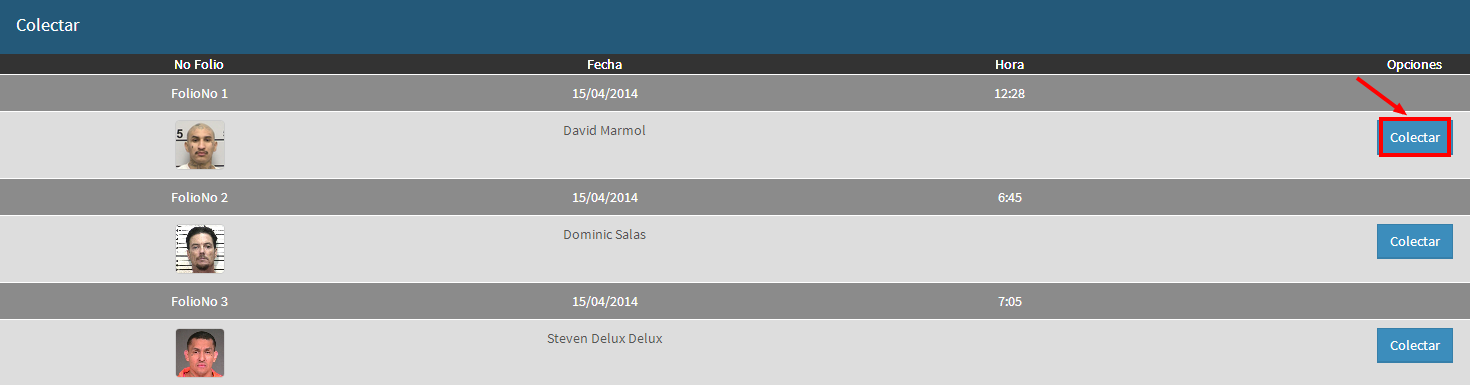 Colectar
No Folio Fecha Hora Opciones
FolioNo 1 15/04/2014 12:28
5
David Marmol Colectar
FolioNo 2 15/04/2014 6:45
Dominic Salas Colectar
FolioNo 3 15/04/2014 7:05
Steven Delux Delux Colectar